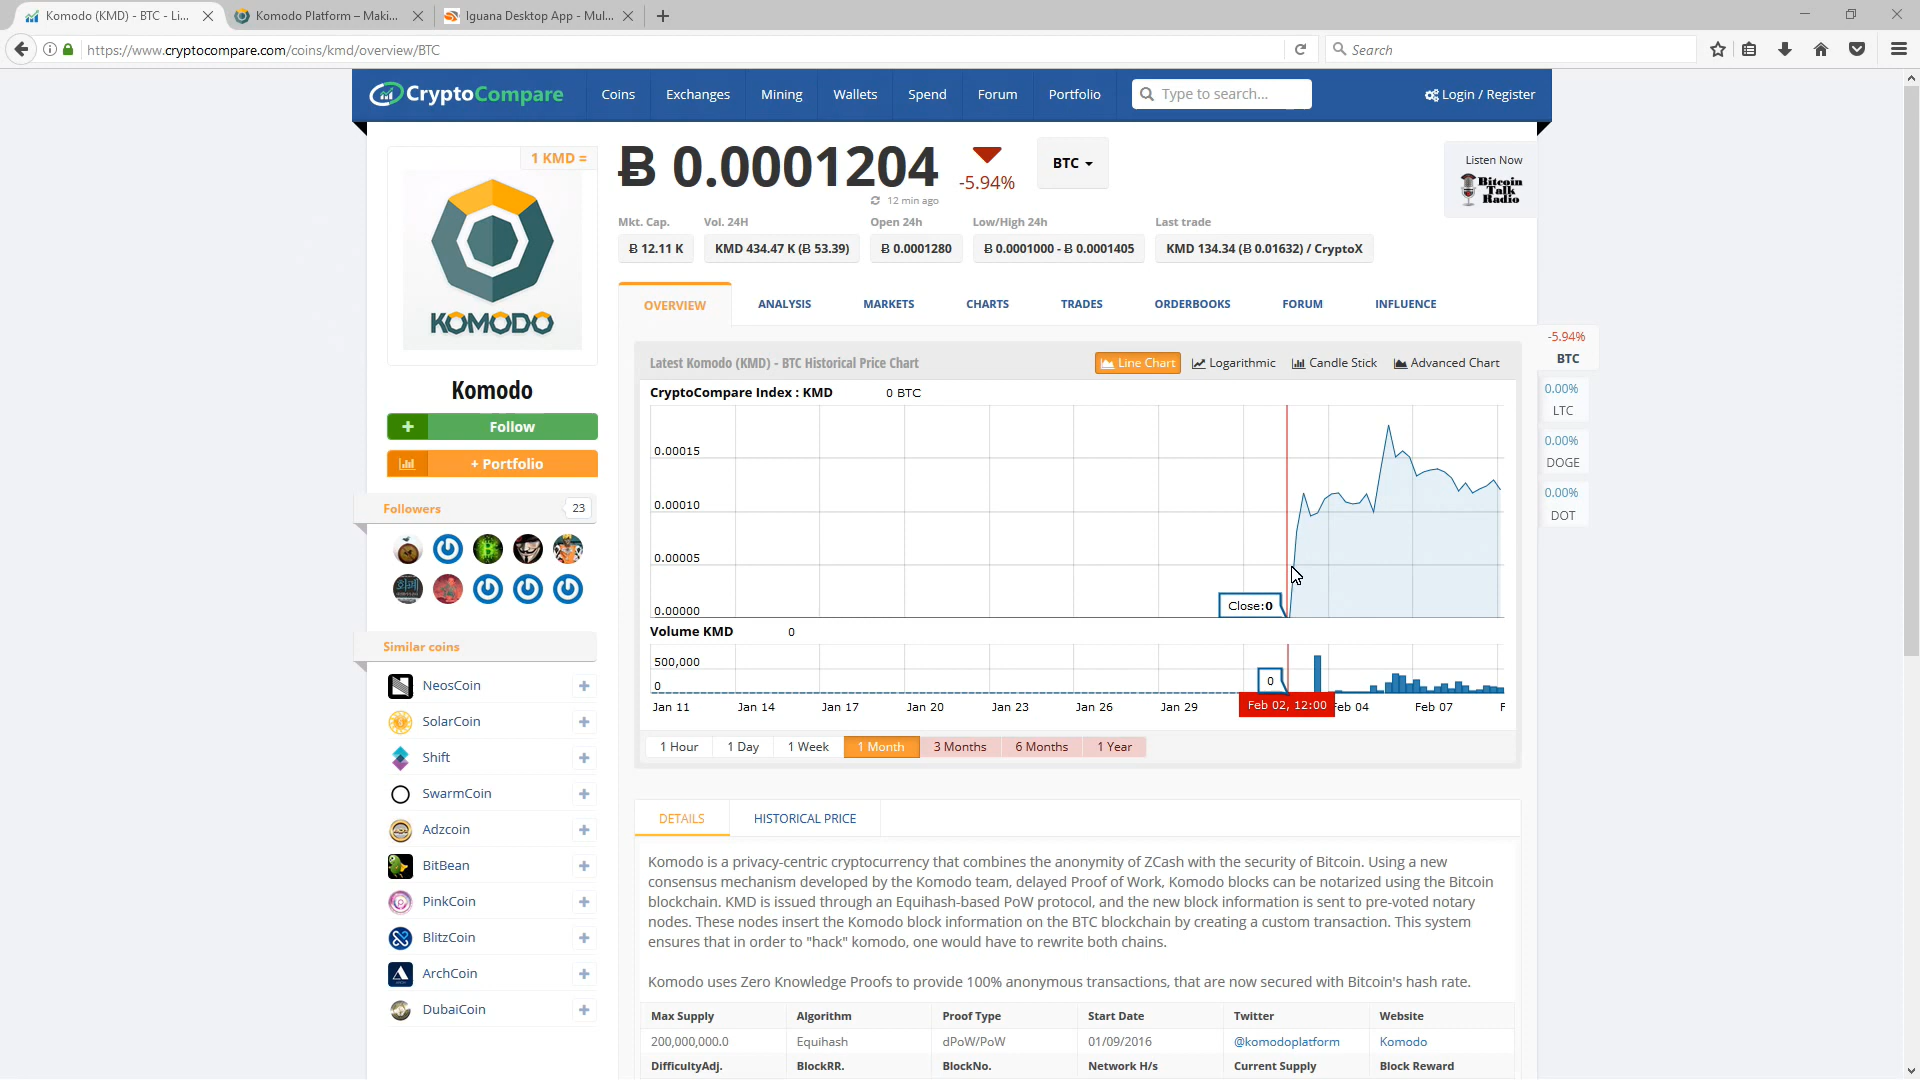 Komodo (KMD) - BTC - Li...
Komodo Platform – Maki...
Iguana Desktop App - Mul...
https://www.cryptocompare.com/coins/kmd/overview/BTC
Search
CryptoCompare
Coins
Exchanges
Mining
Wallets
Spend
Forum
Portfolio
Type to search...
Login / Register
1 KMD =
Ƀ 0.0001204
-5.94%
BTC
12 min ago
Listen Now
Bitcoin
Talk
Radio
KOMODO
Mkt. Cap.
Vol. 24H
Open 24h
Low/High 24h
Last trade
Ƀ 12.11 K
KMD 434.47 K (Ƀ 53.39)
Ƀ 0.0001280
Ƀ 0.0001000 - Ƀ 0.0001405
KMD 134.34 (Ƀ 0.01632) / CryptoX
OVERVIEW
ANALYSIS
MARKETS
CHARTS
TRADES
ORDERBOOKS
FORUM
INFLUENCE
Komodo
Follow
+ Portfolio
Followers
23
Similar coins
NeosCoin
SolarCoin
Shift
SwarmCoin
Adzcoin
BitBean
PinkCoin
BlitzCoin
ArchCoin
DubaiCoin
Latest Komodo (KMD) - BTC Historical Price Chart
Line Chart
Logarithmic
Candle Stick
Advanced Chart
CryptoCompare Index : KMD
0 BTC
0.00015
0.00010
0.00005
0.00000
Close:0
Volume KMD
0
500,000
0
0
Jan 11
Jan 14
Jan 17
Jan 20
Jan 23
Jan 26
Jan 29
Feb 02, 12:00
Feb 04
Feb 07
F
1 Hour
1 Day
1 Week
1 Month
3 Months
6 Months
1 Year
-5.94%
BTC
0.00%
LTC
0.00%
DOGE
0.00%
DOT
DETAILS
HISTORICAL PRICE
Komodo is a privacy-centric cryptocurrency that combines the anonymity of ZCash with the security of Bitcoin. Using a new
consensus mechanism developed by the Komodo team, delayed Proof of Work, Komodo blocks can be notarized using the Bitcoin
blockchain. KMD is issued through an Equihash-based PoW protocol, and the new block information is sent to pre-voted notary
nodes. These nodes insert the Komodo block information on the BTC blockchain by creating a custom transaction. This system
ensures that in order to "hack" komodo, one would have to rewrite both chains.
Komodo uses Zero Knowledge Proofs to provide 100% anonymous transactions, that are now secured with Bitcoin's hash rate.
Max Supply
Algorithm
Proof Type
Start Date
Twitter
Website
200,000,000.0
Equihash
dPoW/PoW
01/09/2016
@komodoplatform
Komodo
DifficultyAdj.
BlockRR.
BlockNo.
Network H/s
Current Supply
Block Reward